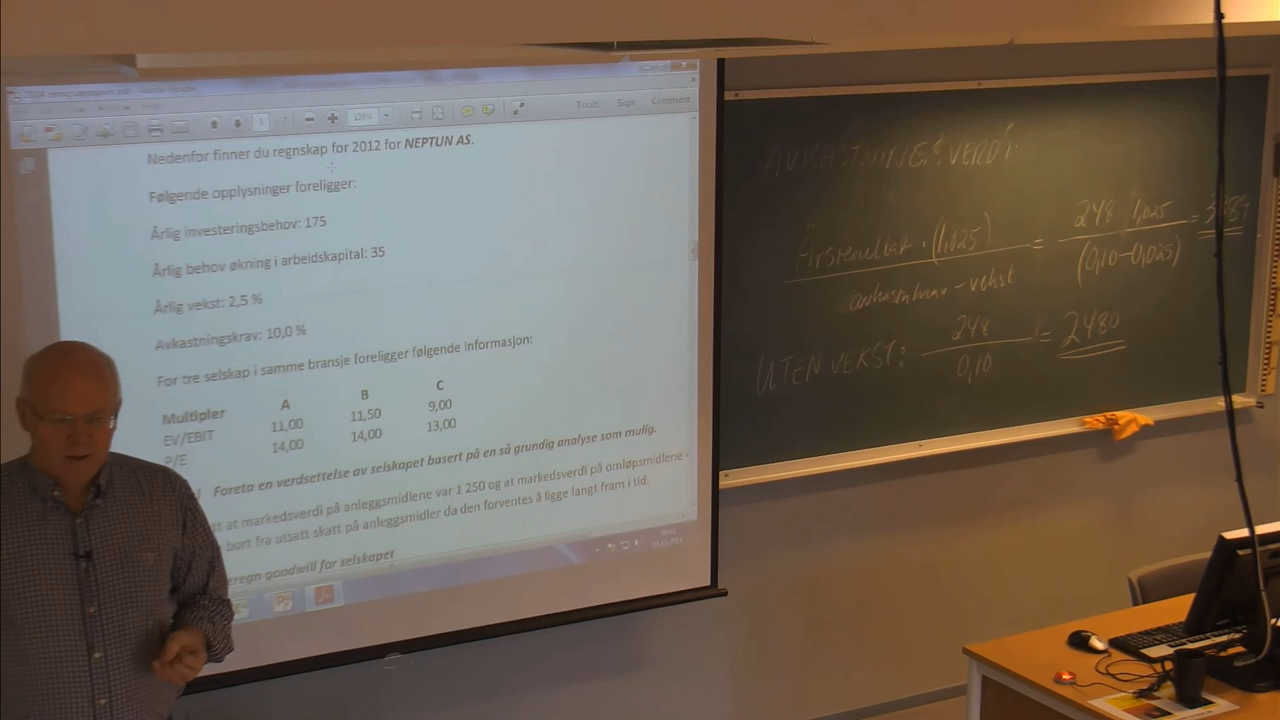 Tools Sign Comment
Nedenfor finner du regnskap for 2012 for NEPTUN AS.
Følgende opplysninger foreligger:
Årlig investeringsbehov: 175
Årlig behov økning i arbeidskapital: 35
Årlig vekst: 2,5 %
Avkastningskrav: 10,0 %
For tre selskap i samme bransje foreligger følgende informasjon:
Multipler A B C
EV/EBIT 11,00 11,50 9,00
P/E 14,00 14,00 13,00
Foreta en verdsettelse av selskapet basert på en så grundig analyse som mulig.
at markedsverdi på anleggsmidlene var 1 250 og at markedsverdi på omløpsmidlene
bort fra utsatt skatt på anleggsmidler da den forventes å ligge langt fram i tid.
goodwill for selskapet
AVKASTNINGSVERDI
Årsresultat · (1,025) = 248 · 1,025 =
avkastn.krav - vekst (0,10-0,025)
UTEN VEKST: 248 = 2480
0,10